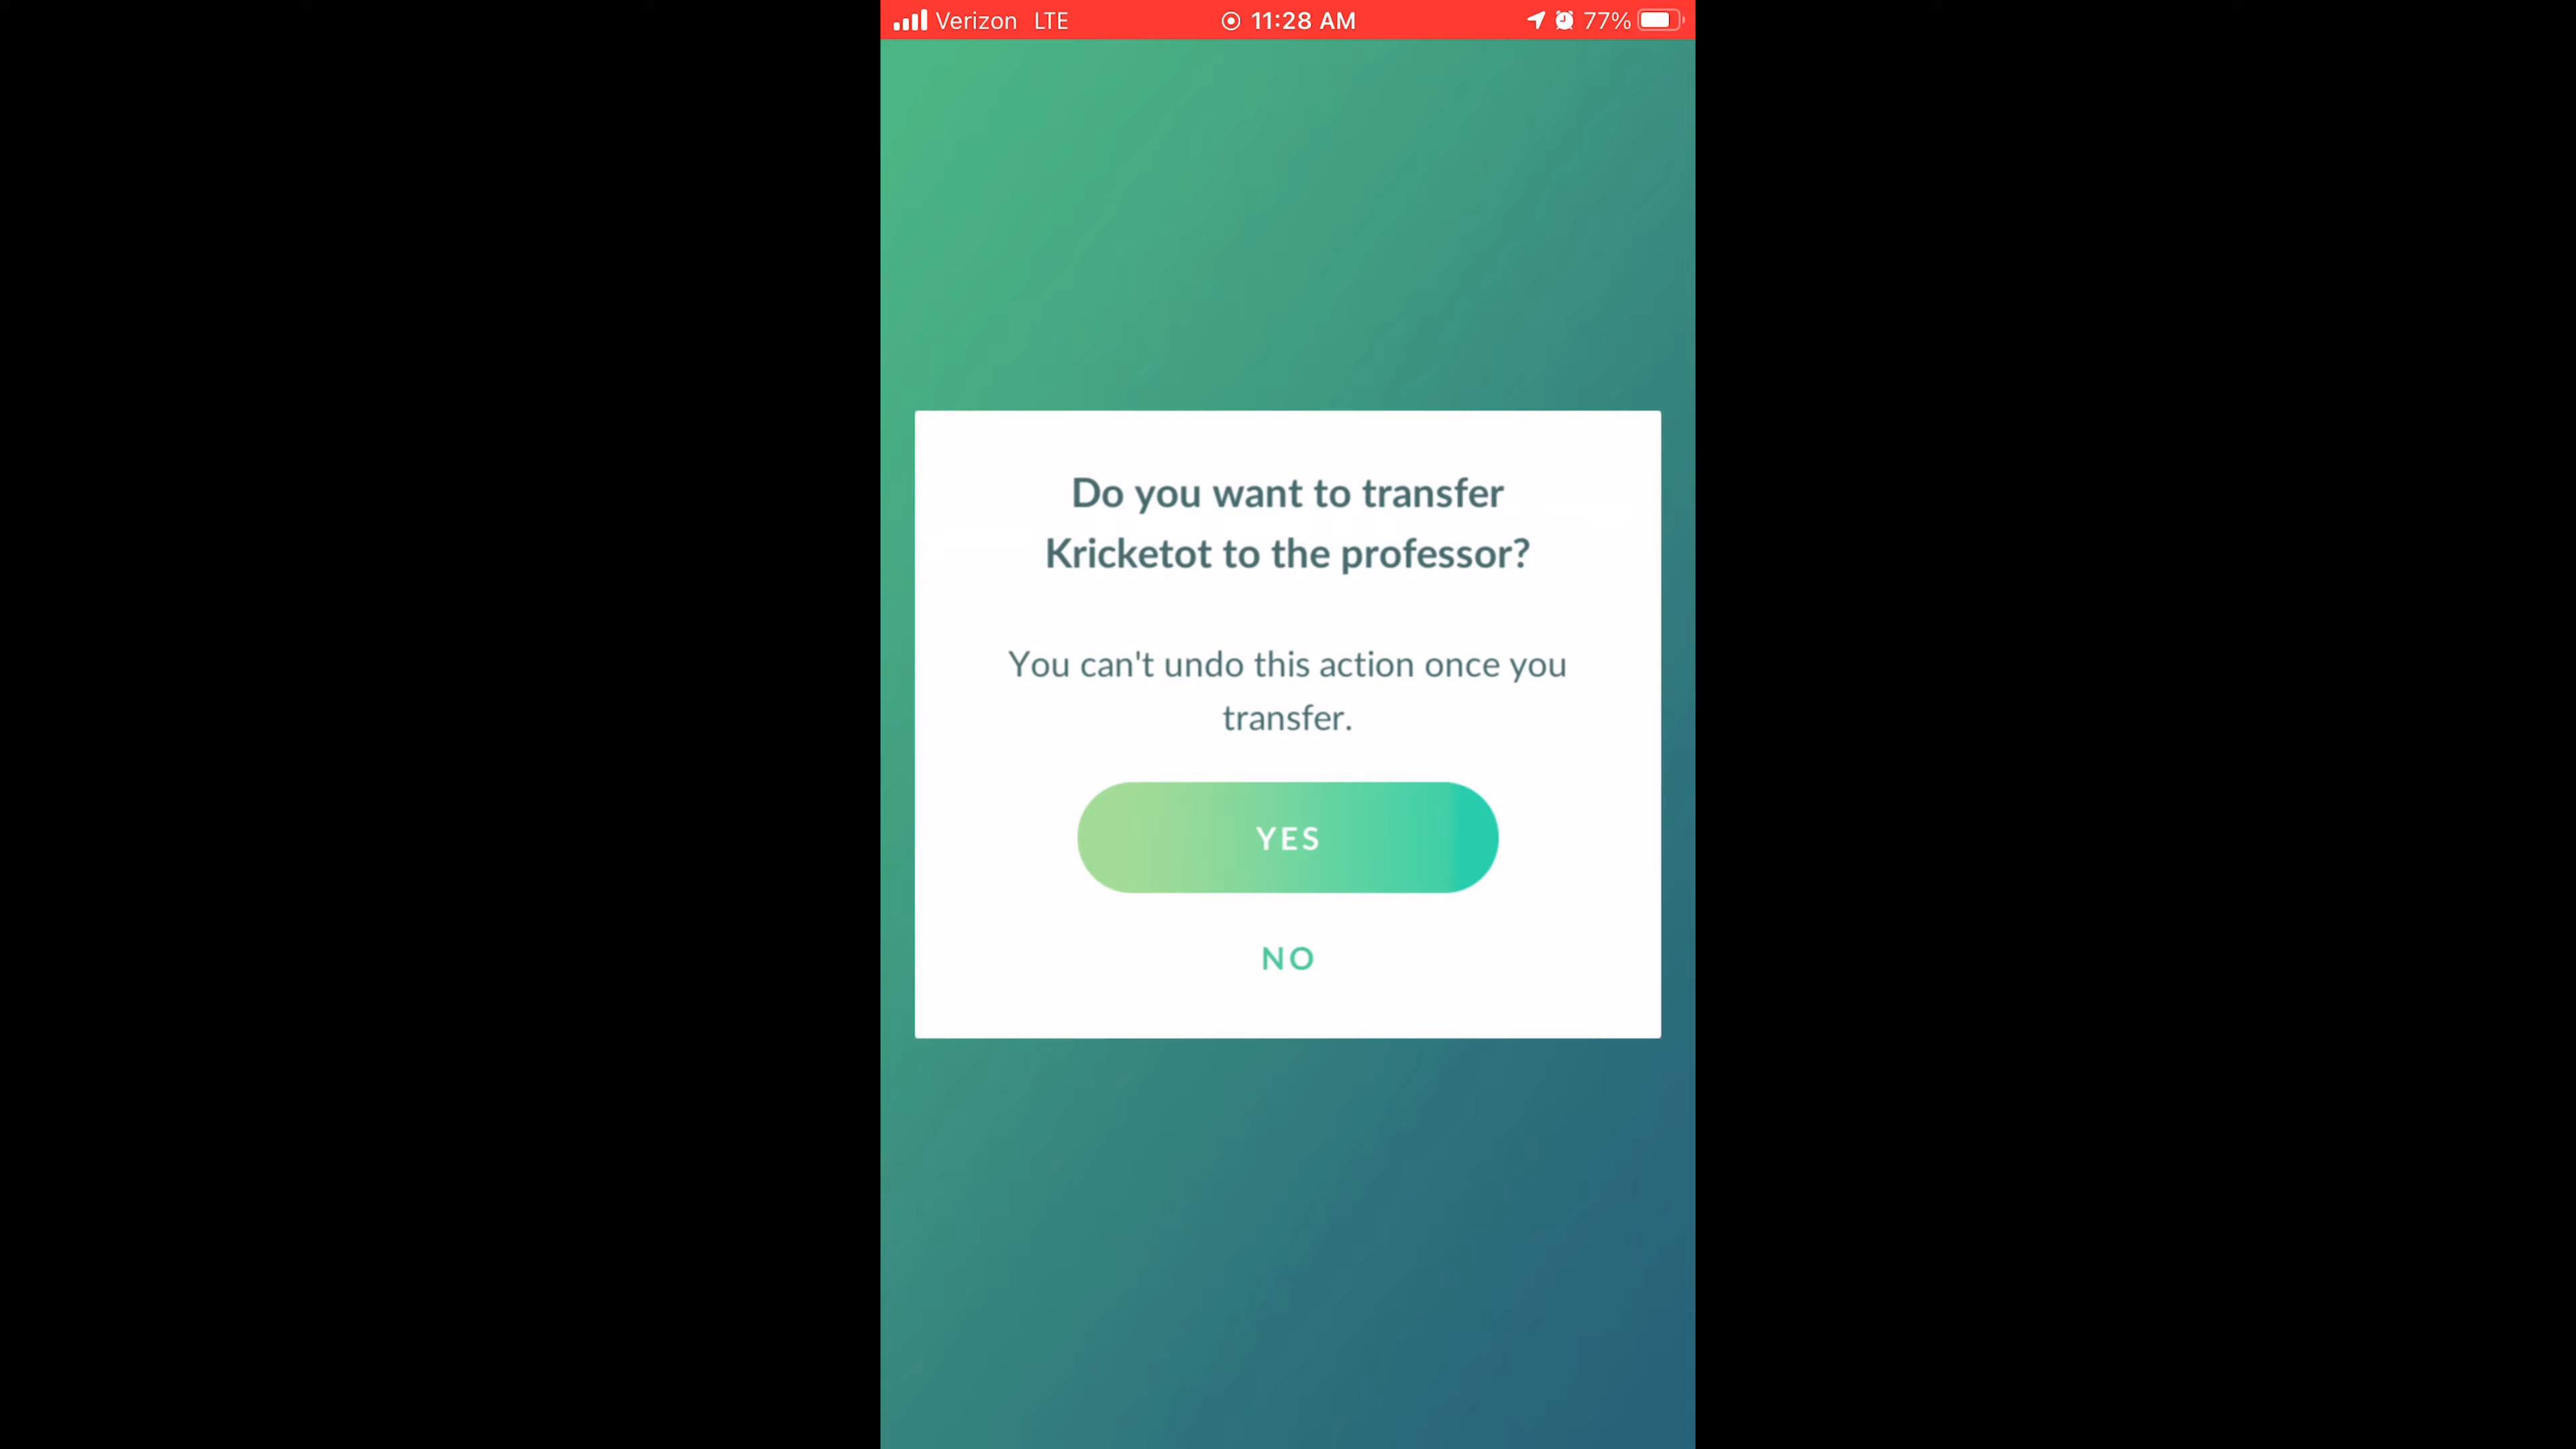 Verizon LTE 11:28 AM 77%
Do you want to transfer
Kricketot to the professor?
You can't undo this action once you
transfer.
YES
NO